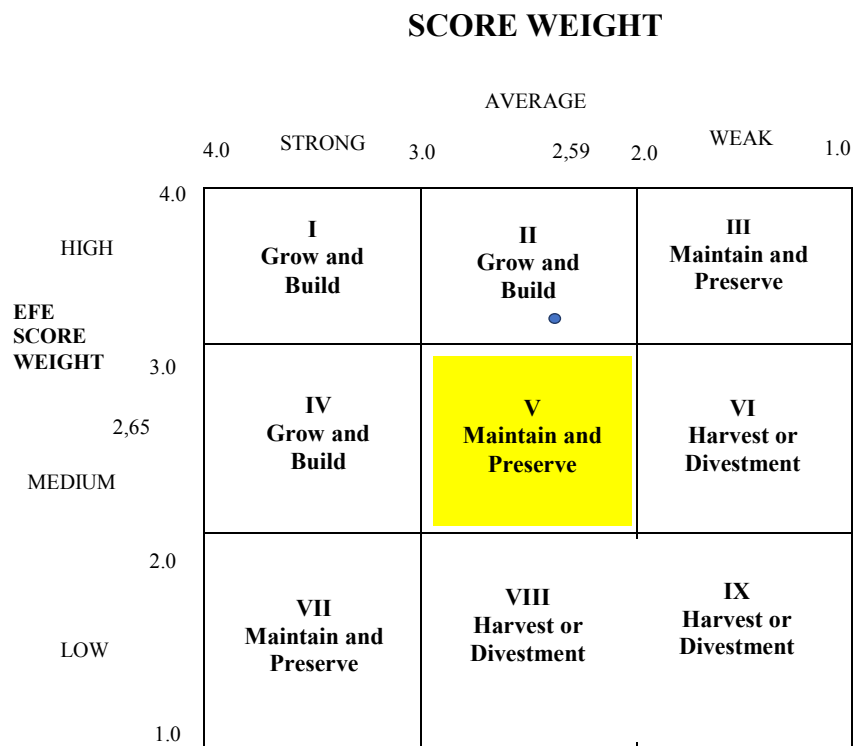 SCORE WEIGHT
AVERAGE
4.0 STRONG 3.0 2,59 2.0 WEAK 1.0
4.0
HIGH
I
Grow and
Build
II
Grow and
Build
III
Maintain and
Preserve
EFE
SCORE
WEIGHT
3.0
2,65
MEDIUM
IV
Grow and
Build
V
Maintain and
Preserve
VI
Harvest or
Divestment
2.0
LOW
VII
Maintain and
Preserve
VIII
Harvest or
Divestment
IX
Harvest or
Divestment
1.0